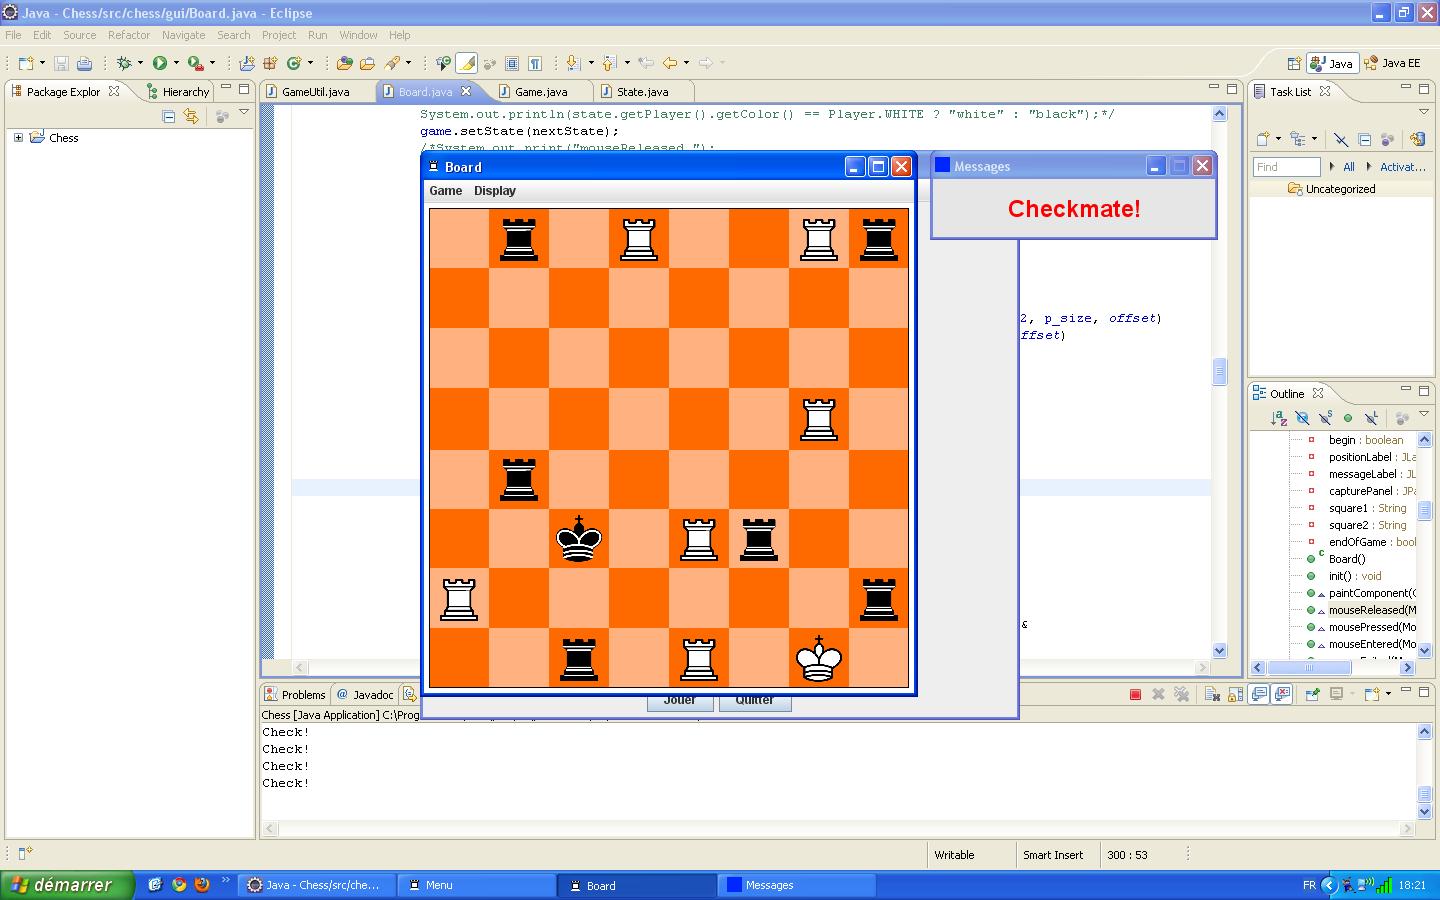 Java - Chess/src/chess/gui/Board.java - Eclipse
File Edit Source Refactor Navigate Search Project Run Window Help
Java Java EE
Package Explor Hierarchy
GameUtil.java Board.java Game.java State.java
Task List
System.out.println(state.getPlayer().getColor() == Player.WHITE ? "white" : "black");*/
game.setState(nextState);
/*System.out.print("mouseReleased ");
Chess
Board
Game Display
Messages
Checkmate!
Find All Activat...
Uncategorized
2, p_size, offset)
ffset)
Outline
begin : boolean
positionLabel : JLa
messageLabel : JL
capturePanel : JPa
square1 : String
square2 : String
endOfGame : bool
Board()
init() : void
paintComponent(G
mouseReleased(M
mousePressed(Mo
mouseEntered(Mo
&
Problems Javadoc
Jouer Quitter
Chess [Java Application] C:\Prog
Check!
Check!
Check!
Check!
Writable Smart Insert 300 : 53
démarrer Java - Chess/src/che... Menu Board Messages FR 18:21